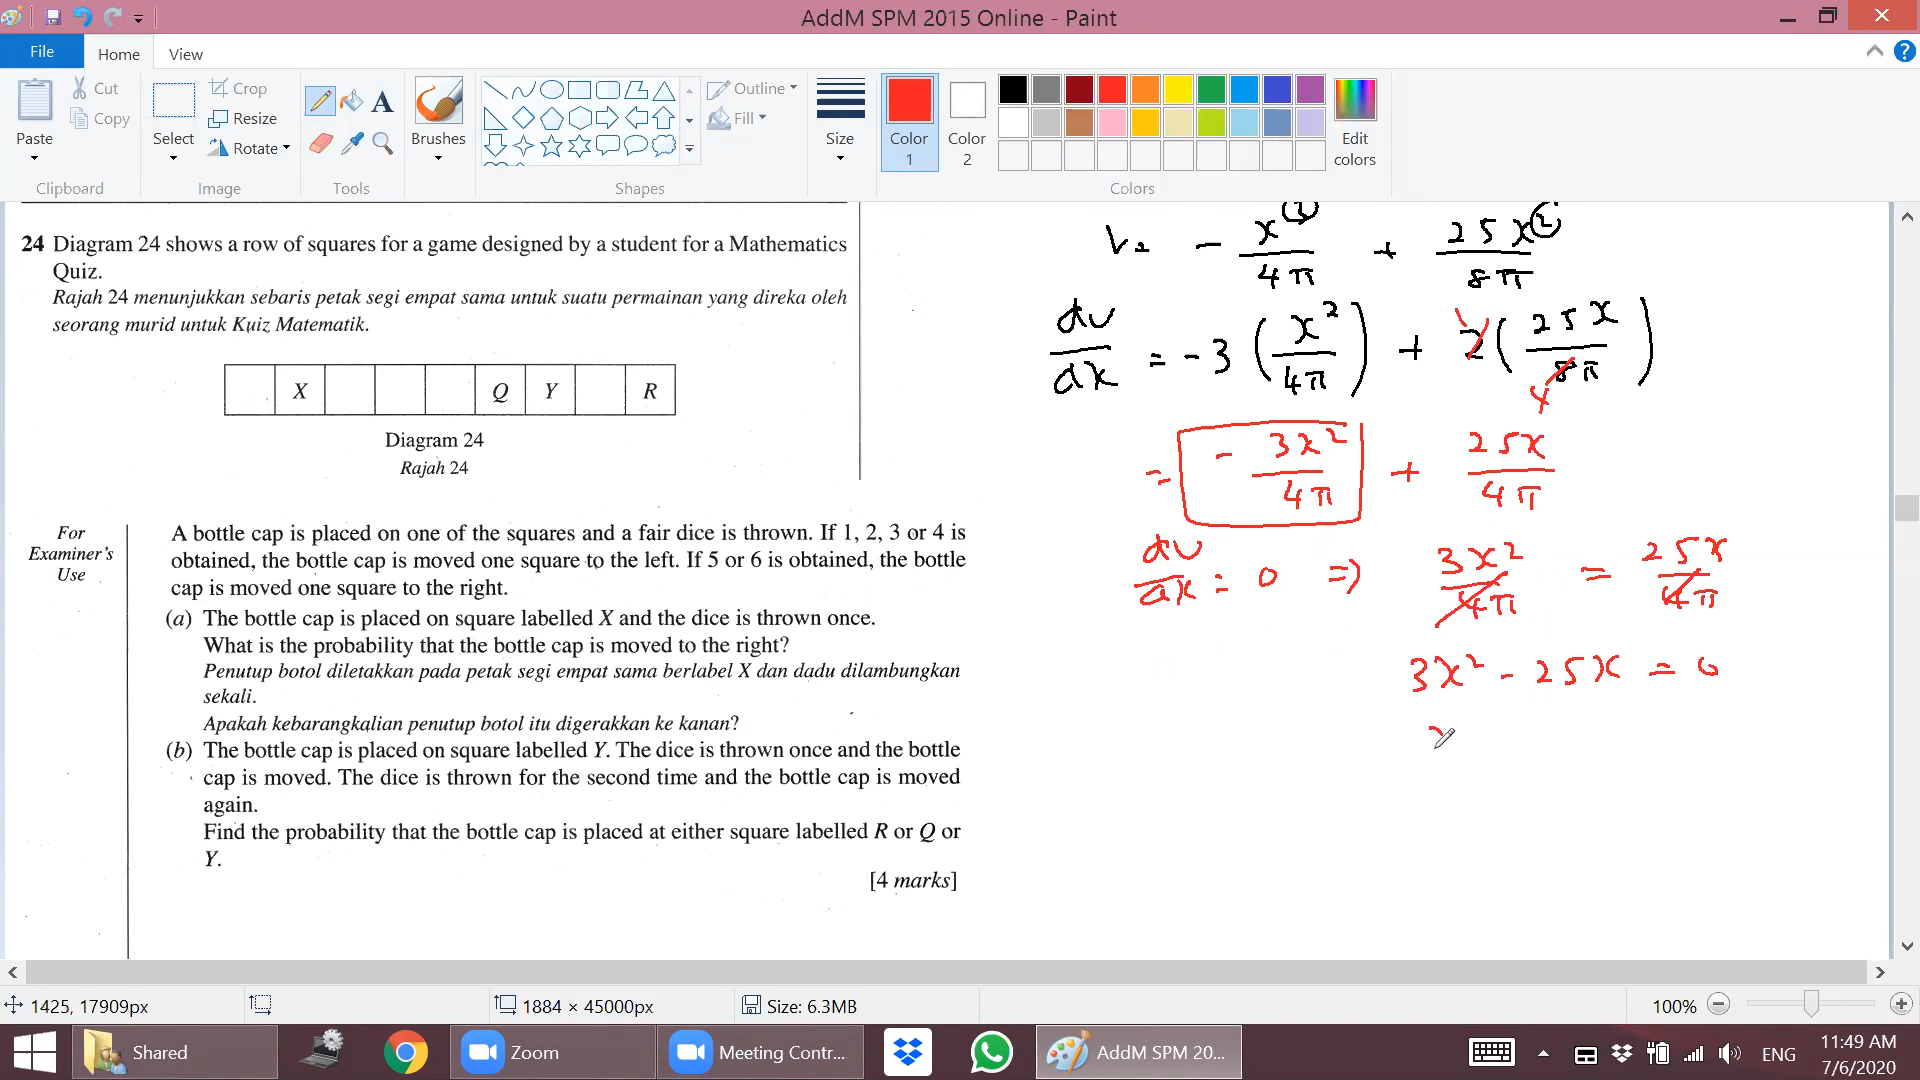 AddM SPM 2015 Online - Paint
File Home View
Cut
Copy
Paste
Clipboard
Crop
Resize
Rotate
Select
Image
A
Tools
Brushes
Outline
Fill
Shapes
Size
Color 1
Color 2
Edit colors
Colors
24 Diagram 24 shows a row of squares for a game designed by a student for a Mathematics
Quiz.
Rajah 24 menunjukkan sebaris petak segi empat sama untuk suatu permainan yang direka oleh
seorang murid untuk Kuiz Matematik.
X Q Y R
Diagram 24
Rajah 24
For
Examiner's
Use
A bottle cap is placed on one of the squares and a fair dice is thrown. If 1, 2, 3 or 4 is
obtained, the bottle cap is moved one square to the left. If 5 or 6 is obtained, the bottle
cap is moved one square to the right.
(a) The bottle cap is placed on square labelled X and the dice is thrown once.
What is the probability that the bottle cap is moved to the right?
Penutup botol diletakkan pada petak segi empat sama berlabel X dan dadu dilambungkan
sekali.
Apakah kebarangkalian penutup botol itu digerakkan ke kanan?
(b) The bottle cap is placed on square labelled Y. The dice is thrown once and the bottle
cap is moved. The dice is thrown for the second time and the bottle cap is moved
again.
Find the probability that the bottle cap is placed at either square labelled R or Q or
Y.
[4 marks]
V = - x³/4π + 25x²/8π
dv/dx = -3 (x²/4π) + 2 (25x/8π)
1 4
= - 3x²/4π + 25x/4π
dv/dx = 0 => 3x²/4π = 25x/4π
3x² - 25x = 0
1425, 17909px
1884 × 45000px
Size: 6.3MB
100%
Shared
Zoom
Meeting Contr...
AddM SPM 20...
ENG
11:49 AM
7/6/2020